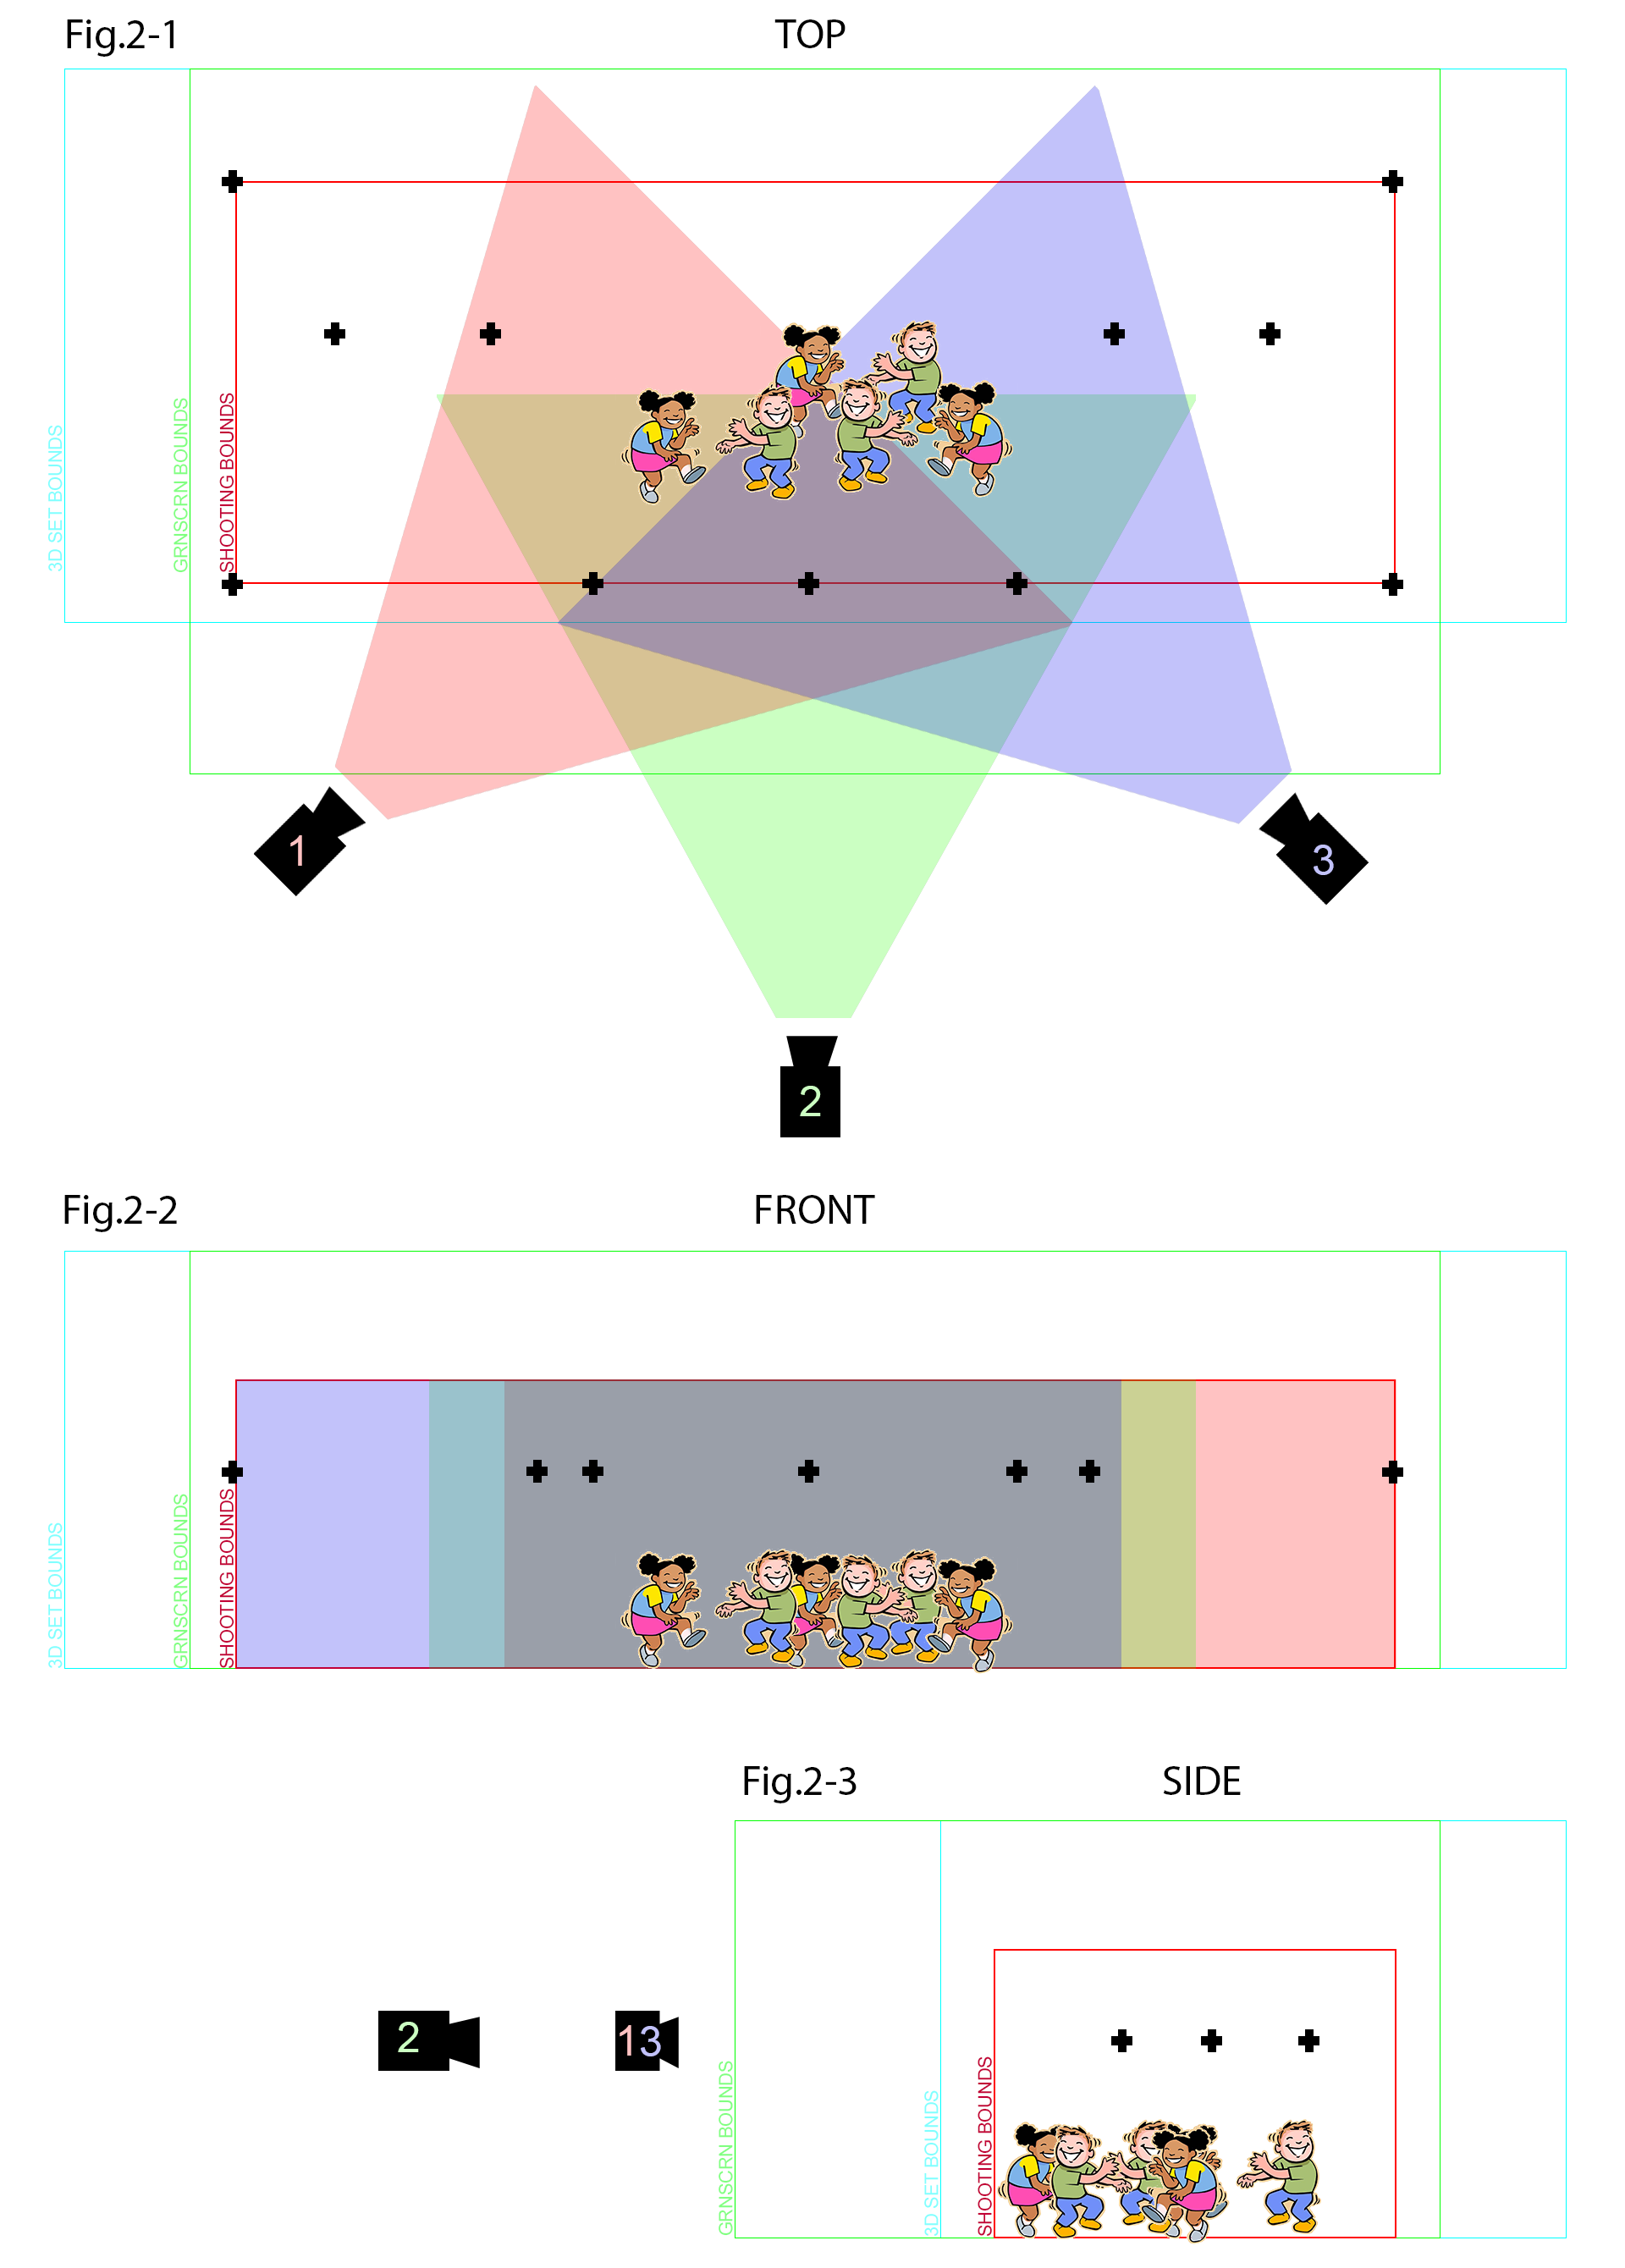 Fig.2-1
TOP
3D SET BOUNDS
GRNSCRN BOUNDS
SHOOTING BOUNDS
1
3
2
Fig.2-2
FRONT
3D SET BOUNDS
GRNSCRN BOUNDS
SHOOTING BOUNDS
Fig.2-3
SIDE
2
13
GRNSCRN BOUNDS
3D SET BOUNDS
SHOOTING BOUNDS